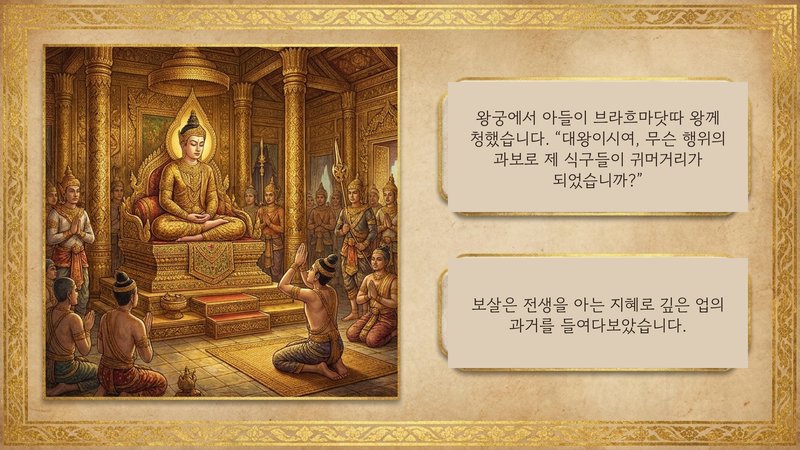 왕궁에서 아들이 브라흐마닷따 왕께
청했습니다. “대왕이시여, 무슨 행위의
과보로 제 식구들이 귀머거리가
되었습니까?”
보살은 전생을 아는 지혜로 깊은 업의
과거를 들여다보았습니다.